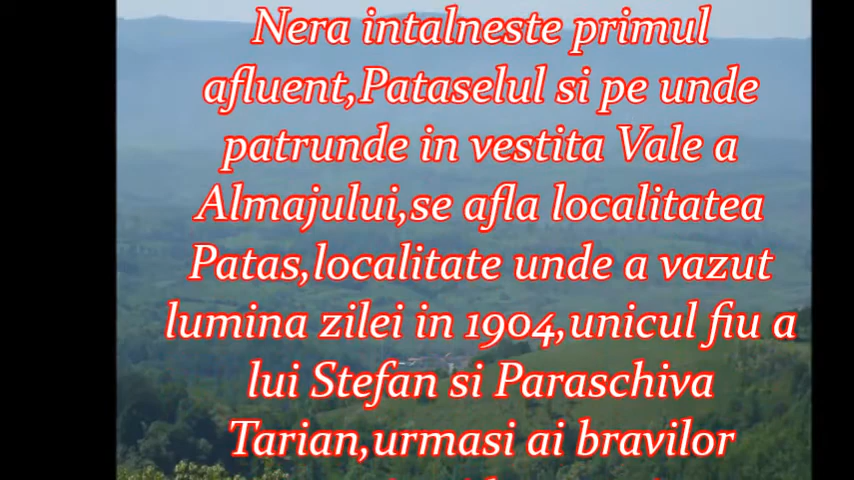 Nera intalneste primul
afluent,Pataselul si pe unde
patrunde in vestita Vale a
Almajului,se afla localitatea
Patas,localitate unde a vazut
lumina zilei in 1904,unicul fiu a
lui Stefan si Paraschiva
Tarian,urmasi ai bravilor